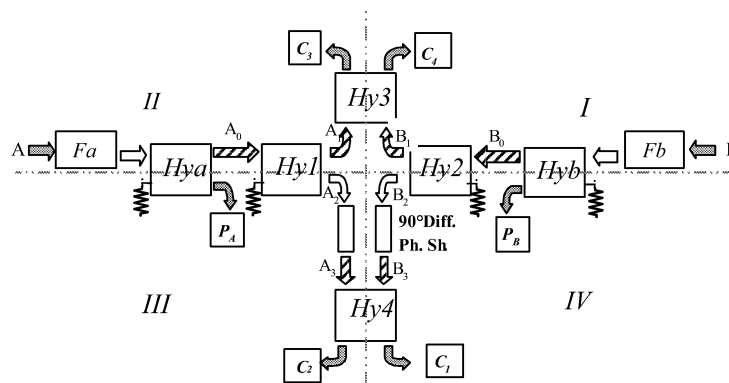 C3 C4
Hy3
II I
A Fa A0 A1 B1 B0 Fb
Hya Hy1 Hy2 Hyb
A2 B2
PA 90°Diff. PB
Ph. Sh.
A3 B3
III IV
Hy4
C2 C1